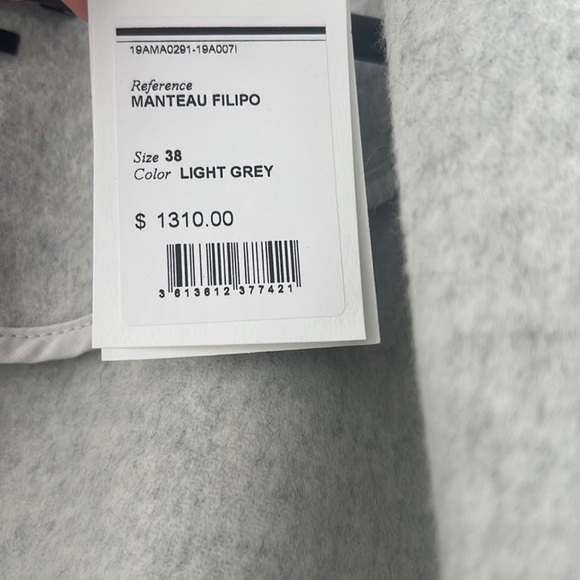 19AMA0291-19A007I
Reference
MANTEAU FILIPO
Size 38
Color LIGHT GREY
$ 1310.00
3 613612 377421